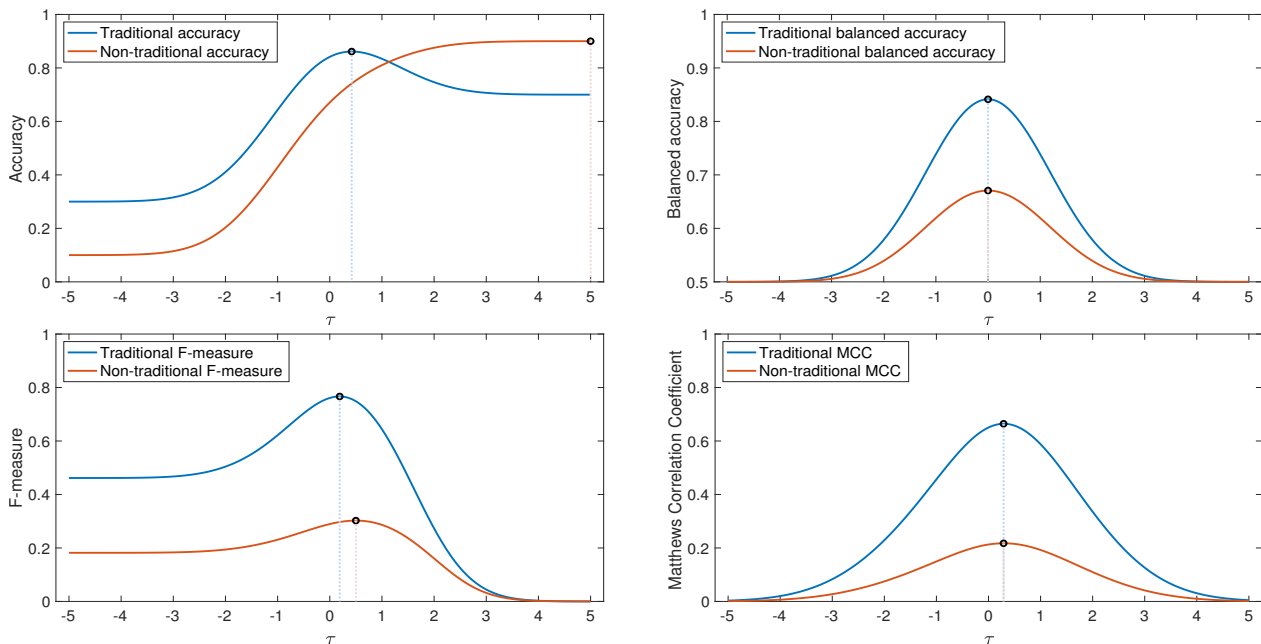 Traditional accuracy
Non-traditional accuracy
Accuracy
0
0.2
0.4
0.6
0.8
1
-5 -4 -3 -2 -1 0 1 2 3 4 5
τ
Traditional balanced accuracy
Non-traditional balanced accuracy
Balanced accuracy
0.5
0.6
0.7
0.8
0.9
1
-5 -4 -3 -2 -1 0 1 2 3 4 5
τ
Traditional F-measure
Non-traditional F-measure
F-measure
0
0.2
0.4
0.6
0.8
1
-5 -4 -3 -2 -1 0 1 2 3 4 5
τ
Traditional MCC
Non-traditional MCC
Matthews Correlation Coefficient
0
0.2
0.4
0.6
0.8
1
-5 -4 -3 -2 -1 0 1 2 3 4 5
τ